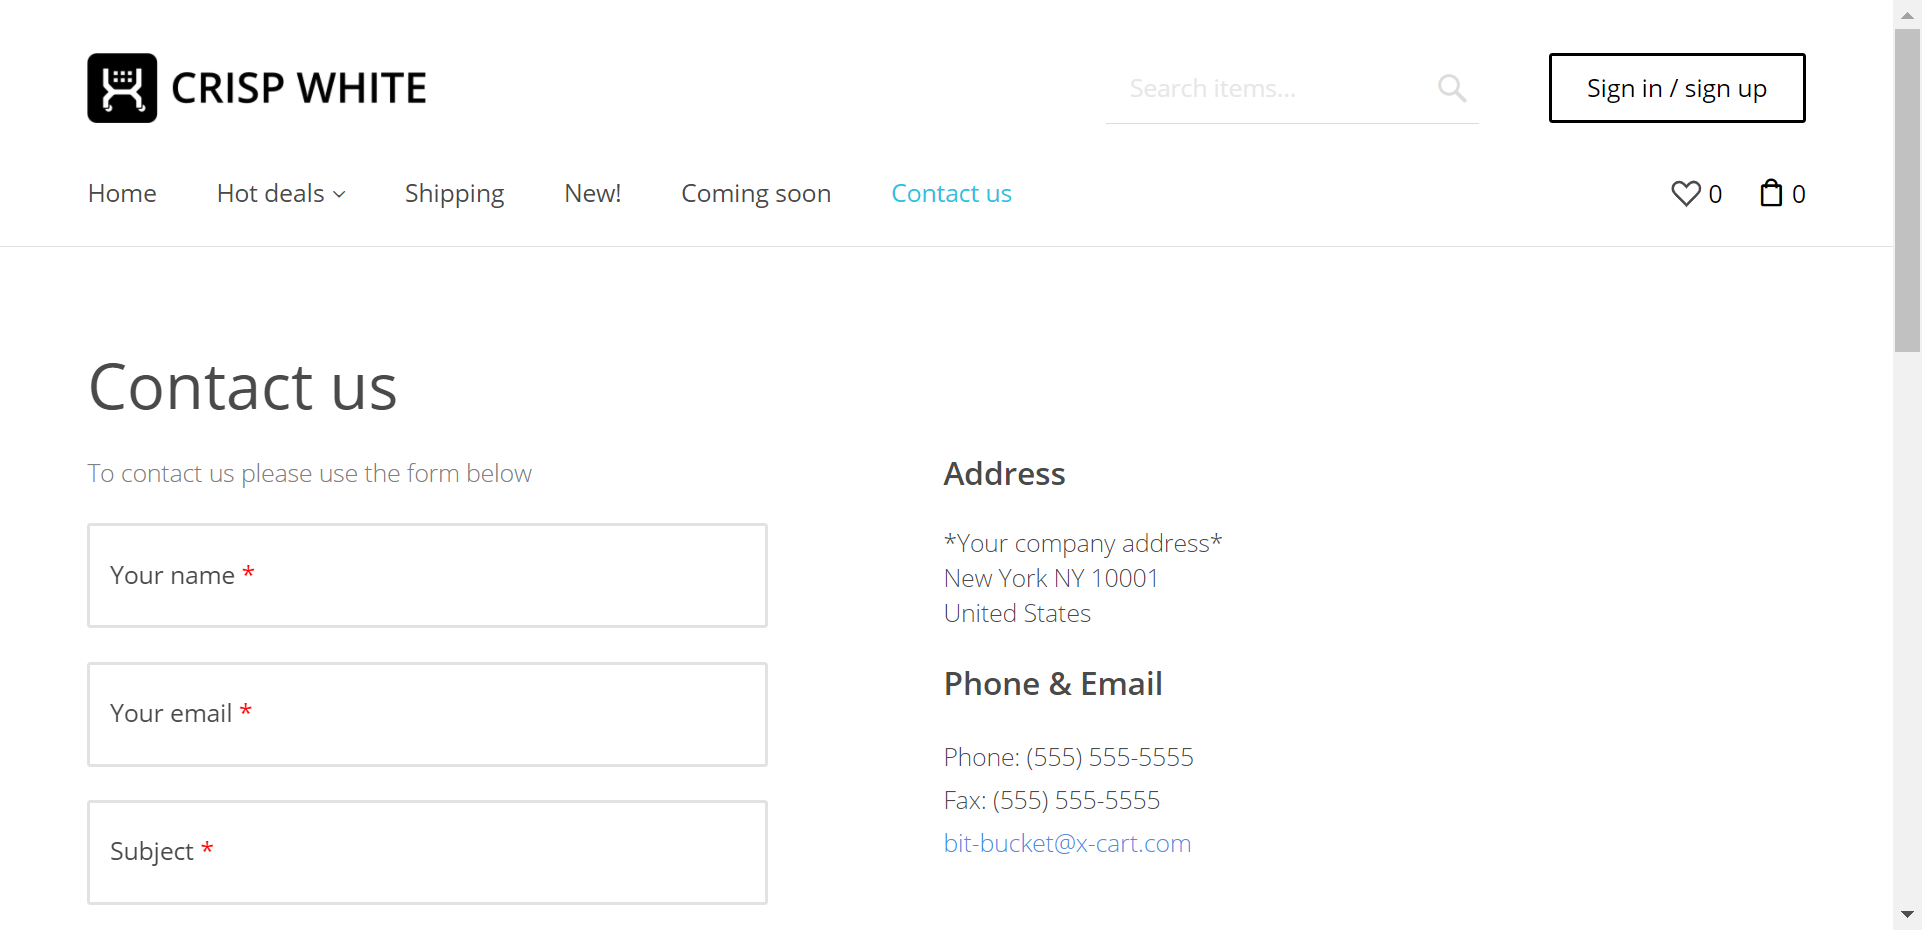 CRISP WHITE
Search items...
Sign in / sign up
Home
Hot deals
Shipping
New!
Coming soon
Contact us
0
0
Contact us
To contact us please use the form below
Your name *
Your email *
Subject *
Address
*Your company address*
New York NY 10001
United States
Phone & Email
Phone: (555) 555-5555
Fax: (555) 555-5555
bit-bucket@x-cart.com